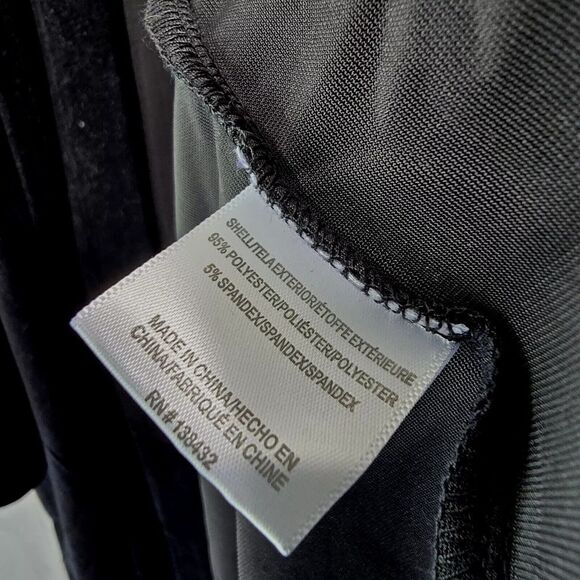 SHELL/TELA EXTERIOR/ÉTOFFE EXTÉRIEURE
95% POLYESTER/POLIÉSTER/POLYESTER
5% SPANDEX/SPANDEX/SPANDEX
MADE IN CHINA/HECHO EN
CHINA/FABRIQUÉ EN CHINE
RN# 138432